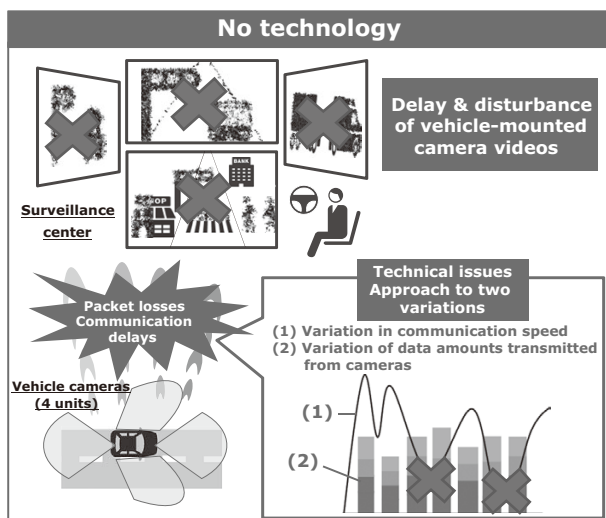 No technology
Delay & disturbance
of vehicle-mounted
camera videos
BANK
OP
Surveillance
center
Packet losses
Communication
delays
Vehicle cameras
(4 units)
Technical issues
Approach to two
variations
(1) Variation in communication speed
(2) Variation of data amounts transmitted
from cameras
(1)
(2)